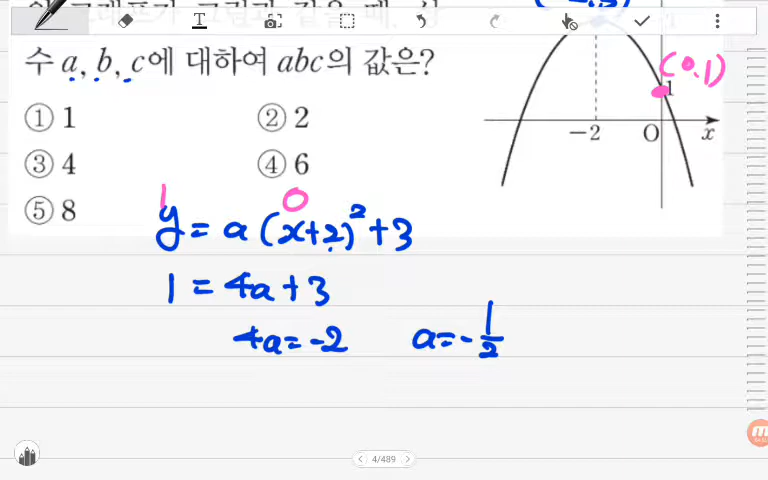 수 a, b, c에 대하여 abc의 값은?
(0,1)
1
① 1
② 2
-2
O
x
③ 4
④ 6
⑤ 8
1
0
y = a(x+2)² + 3
1 = 4a + 3
4a = -2
a = -1/2
4/489